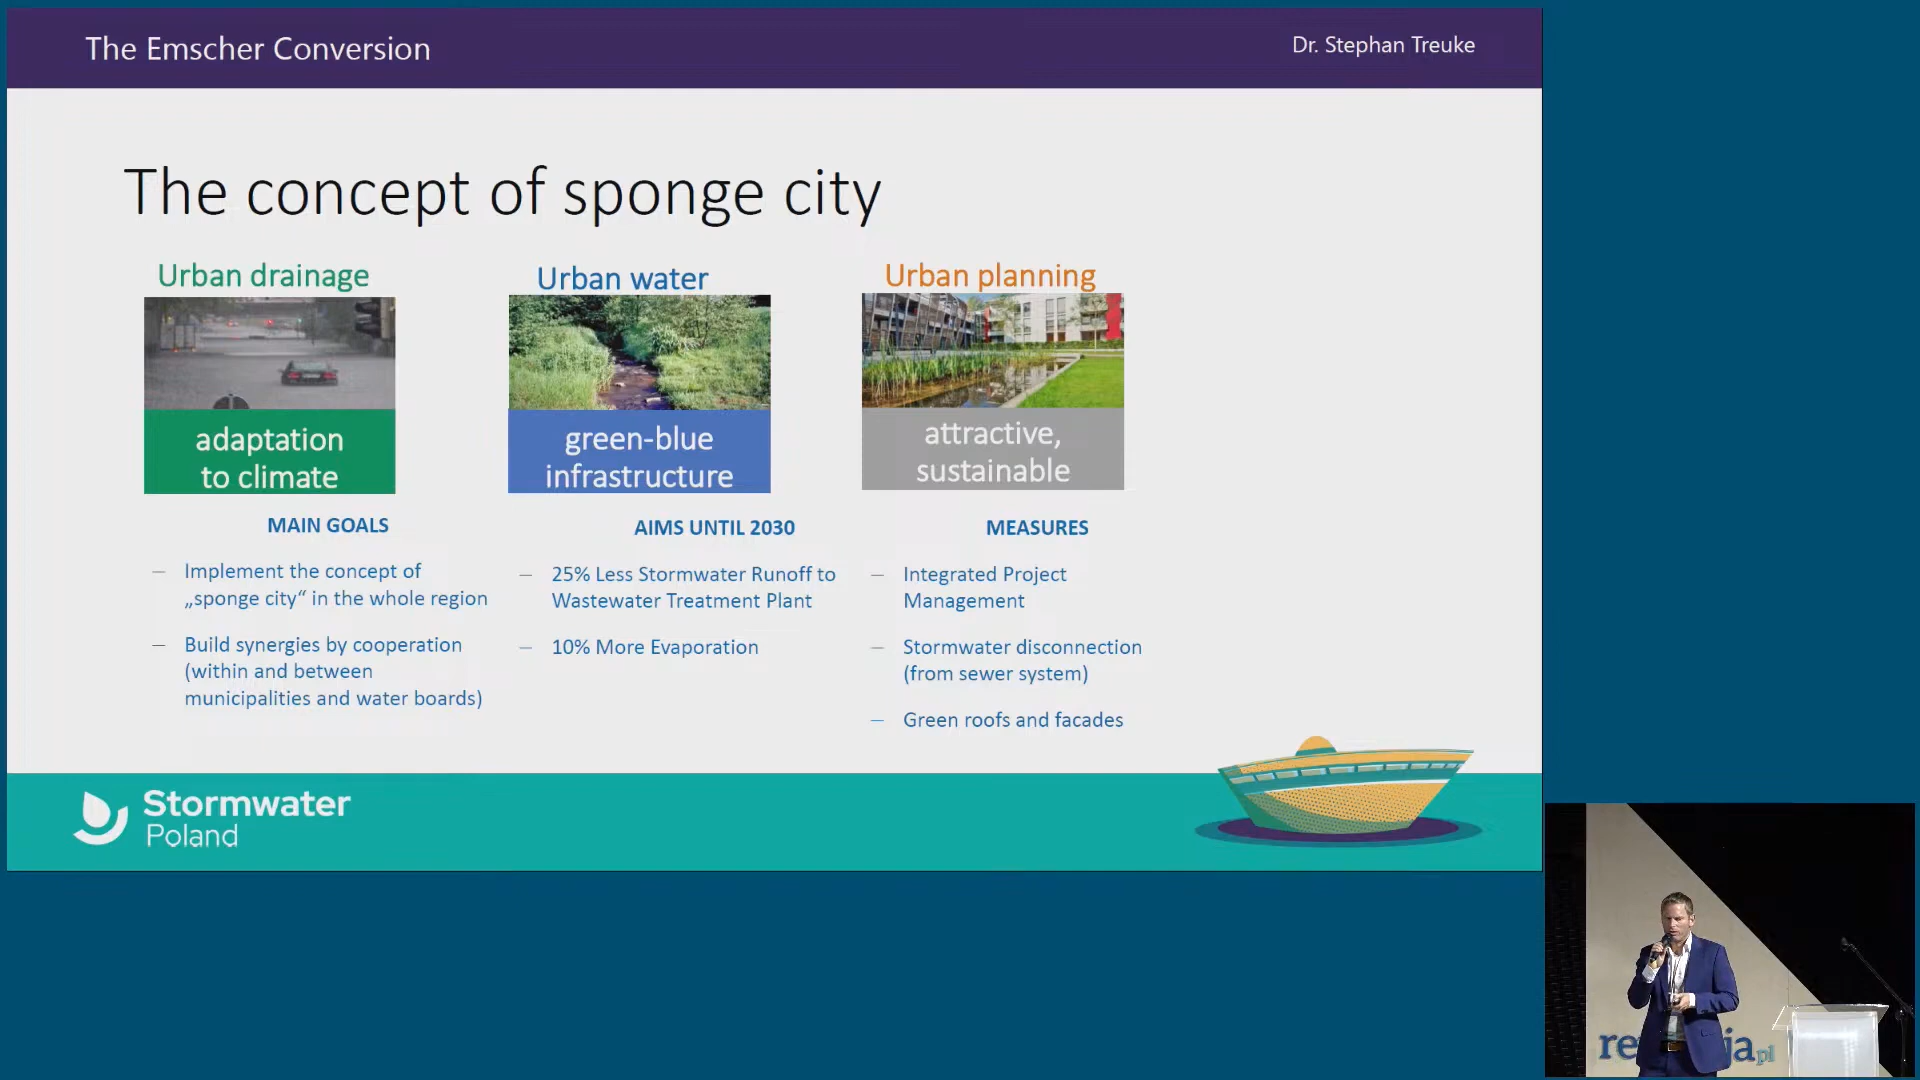 The Emscher Conversion
Dr. Stephan Treuke
The concept of sponge city
Urban drainage
adaptation
to climate
Urban water
green-blue
infrastructure
Urban planning
attractive,
sustainable
MAIN GOALS
– Implement the concept of
„sponge city“ in the whole region
– Build synergies by cooperation
(within and between
municipalities and water boards)
AIMS UNTIL 2030
– 25% Less Stormwater Runoff to
Wastewater Treatment Plant
– 10% More Evaporation
MEASURES
– Integrated Project
Management
– Stormwater disconnection
(from sewer system)
– Green roofs and facades
Stormwater
Poland